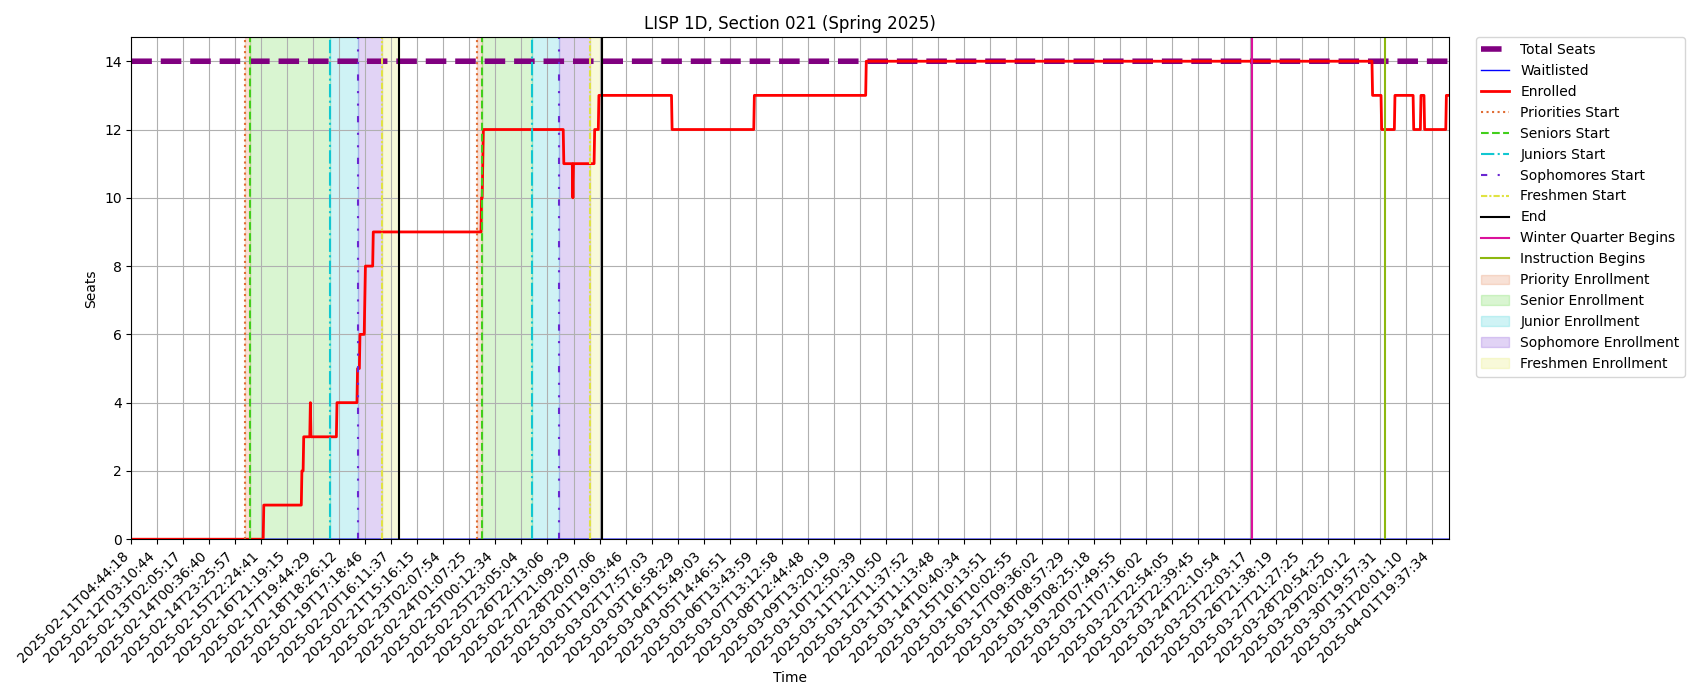 LISP 1D, Section 021 (Spring 2025)
14
12
10
8
6
4
2
0
Seats
2025-02-11T04:44:18
2025-02-12T03:10:44
2025-02-13T02:05:17
2025-02-14T00:36:40
2025-02-14T23:25:57
2025-02-15T22:24:41
2025-02-16T21:19:15
2025-02-17T19:44:29
2025-02-18T18:26:12
2025-02-19T17:18:46
2025-02-20T16:11:37
2025-02-21T15:16:15
2025-02-23T02:07:54
2025-02-24T01:07:25
2025-02-25T00:12:34
2025-02-25T23:05:04
2025-02-26T22:13:06
2025-02-27T21:09:29
2025-02-28T20:07:06
2025-03-01T19:03:46
2025-03-02T17:57:03
2025-03-03T16:58:29
2025-03-04T15:49:03
2025-03-05T14:46:51
2025-03-06T13:43:59
2025-03-07T13:12:58
2025-03-08T12:44:48
2025-03-09T13:20:19
2025-03-10T12:50:39
2025-03-11T12:10:50
2025-03-12T11:37:52
2025-03-13T11:13:48
2025-03-14T10:40:34
2025-03-15T10:13:51
2025-03-16T10:02:55
2025-03-17T09:36:02
2025-03-18T08:57:29
2025-03-19T08:25:18
2025-03-20T07:49:55
2025-03-21T07:16:02
2025-03-22T22:54:05
2025-03-23T22:39:45
2025-03-24T22:10:54
2025-03-25T22:03:17
2025-03-26T21:38:19
2025-03-27T21:27:25
2025-03-28T20:54:25
2025-03-29T20:20:12
2025-03-30T19:57:31
2025-03-31T20:01:10
2025-04-01T19:37:34
Time
Total Seats
Waitlisted
Enrolled
Priorities Start
Seniors Start
Juniors Start
Sophomores Start
Freshmen Start
End
Winter Quarter Begins
Instruction Begins
Priority Enrollment
Senior Enrollment
Junior Enrollment
Sophomore Enrollment
Freshmen Enrollment